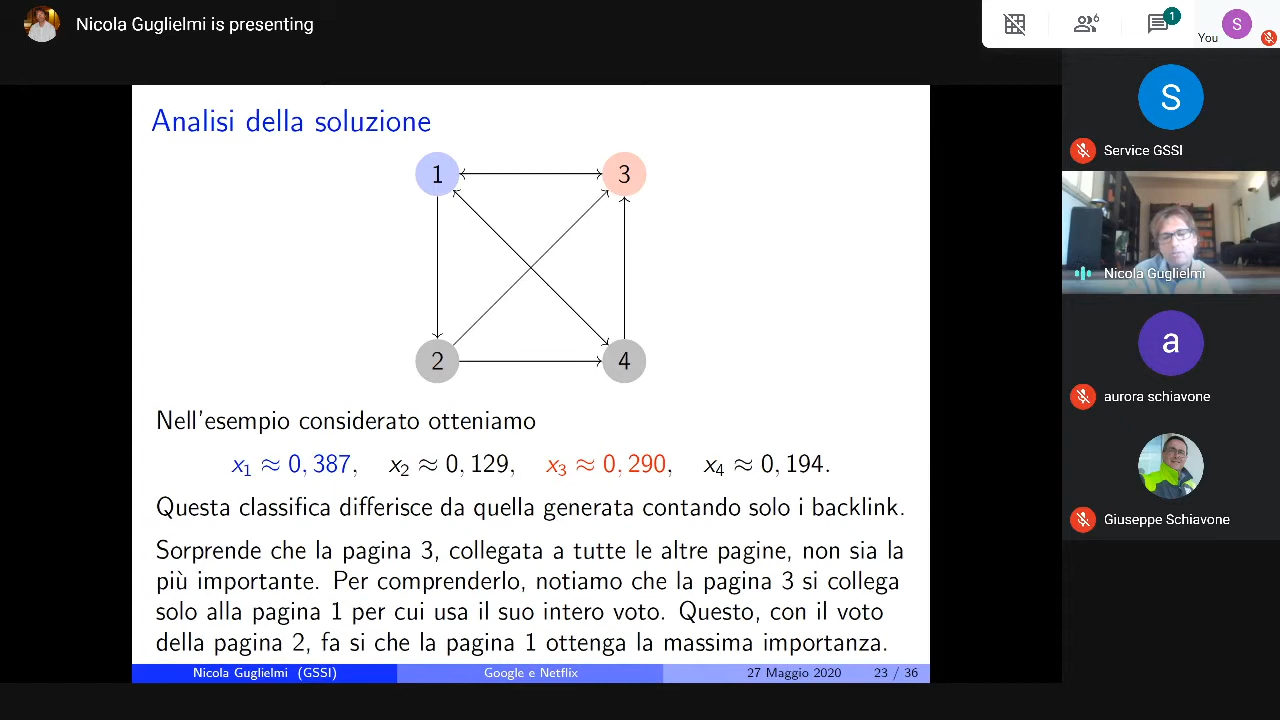 Nicola Guglielmi is presenting
6
1
You
S
Analisi della soluzione
1
3
2
4
Nell'esempio considerato otteniamo
x1 ≈ 0, 387, x2 ≈ 0, 129, x3 ≈ 0, 290, x4 ≈ 0, 194.
Questa classifica differisce da quella generata contando solo i backlink.
Sorprende che la pagina 3, collegata a tutte le altre pagine, non sia la
più importante. Per comprenderlo, notiamo che la pagina 3 si collega
solo alla pagina 1 per cui usa il suo intero voto. Questo, con il voto
della pagina 2, fa si che la pagina 1 ottenga la massima importanza.
Nicola Guglielmi (GSSI) Google e Netflix 27 Maggio 2020 23 / 36
S
Service GSSI
Nicola Guglielmi
a
aurora schiavone
Giuseppe Schiavone